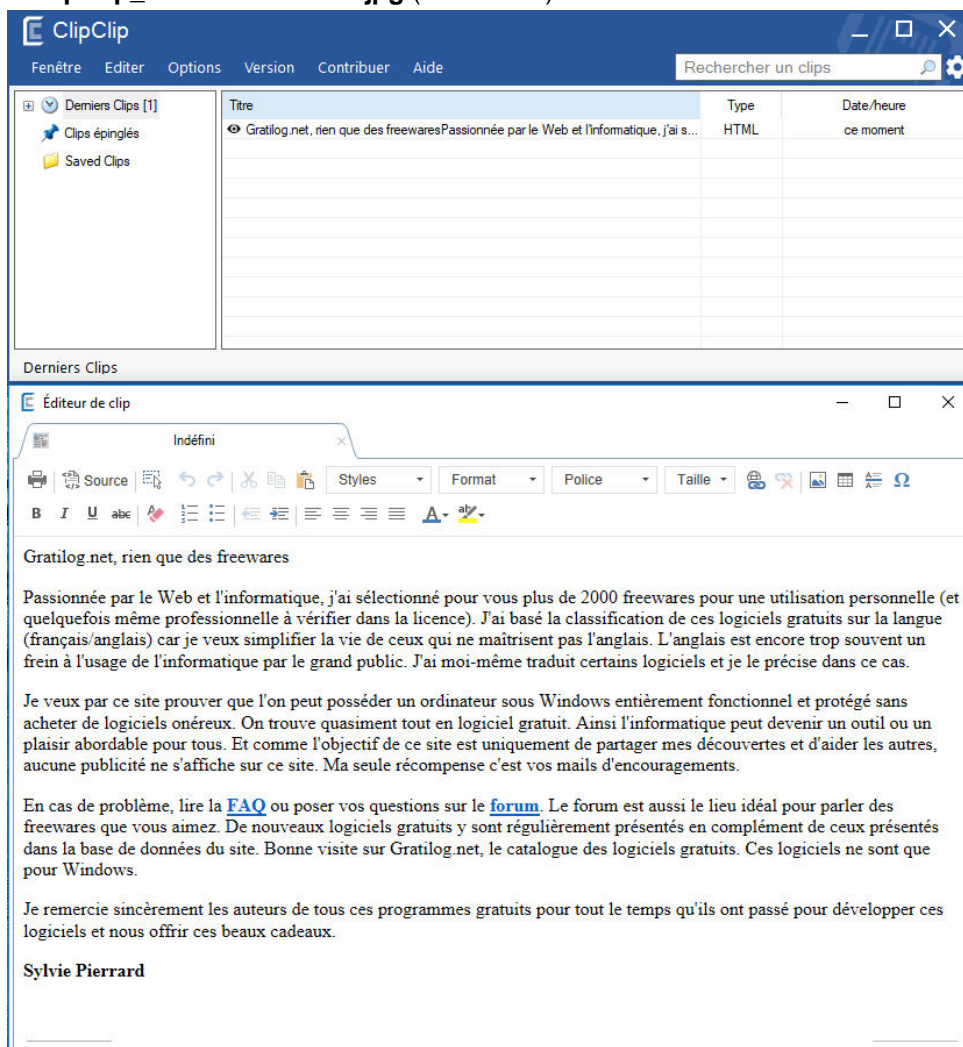 ClipClip
Fenêtre Editer Options Version Contribuer Aide Rechercher un clips
Derniers Clips [1]
Clips épinglés
Saved Clips
Titre Type Date/heure
Gratilog.net, rien que des freewaresPassionnée par le Web et l'informatique, j'ai s... HTML ce moment
Derniers Clips
Éditeur de clip
Indéfini
Source Styles Format Police Taille
B I U abc A
Gratilog.net, rien que des freewares
Passionnée par le Web et l'informatique, j'ai sélectionné pour vous plus de 2000 freewares pour une utilisation personnelle (et
quelquefois même professionnelle à vérifier dans la licence). J'ai basé la classification de ces logiciels gratuits sur la langue
(français/anglais) car je veux simplifier la vie de ceux qui ne maîtrisent pas l'anglais. L'anglais est encore trop souvent un
frein à l'usage de l'informatique par le grand public. J'ai moi-même traduit certains logiciels et je le précise dans ce cas.
Je veux par ce site prouver que l'on peut posséder un ordinateur sous Windows entièrement fonctionnel et protégé sans
acheter de logiciels onéreux. On trouve quasiment tout en logiciel gratuit. Ainsi l'informatique peut devenir un outil ou un
plaisir abordable pour tous. Et comme l'objectif de ce site est uniquement de partager mes découvertes et d'aider les autres,
aucune publicité ne s'affiche sur ce site. Ma seule récompense c'est vos mails d'encouragements.
En cas de problème, lire la FAQ ou poser vos questions sur le forum. Le forum est aussi le lieu idéal pour parler des
freewares que vous aimez. De nouveaux logiciels gratuits y sont régulièrement présentés en complément de ceux présentés
dans la base de données du site. Bonne visite sur Gratilog.net, le catalogue des logiciels gratuits. Ces logiciels ne sont que
pour Windows.
Je remercie sincèrement les auteurs de tous ces programmes gratuits pour tout le temps qu'ils ont passé pour développer ces
logiciels et nous offrir ces beaux cadeaux.
Sylvie Pierrard